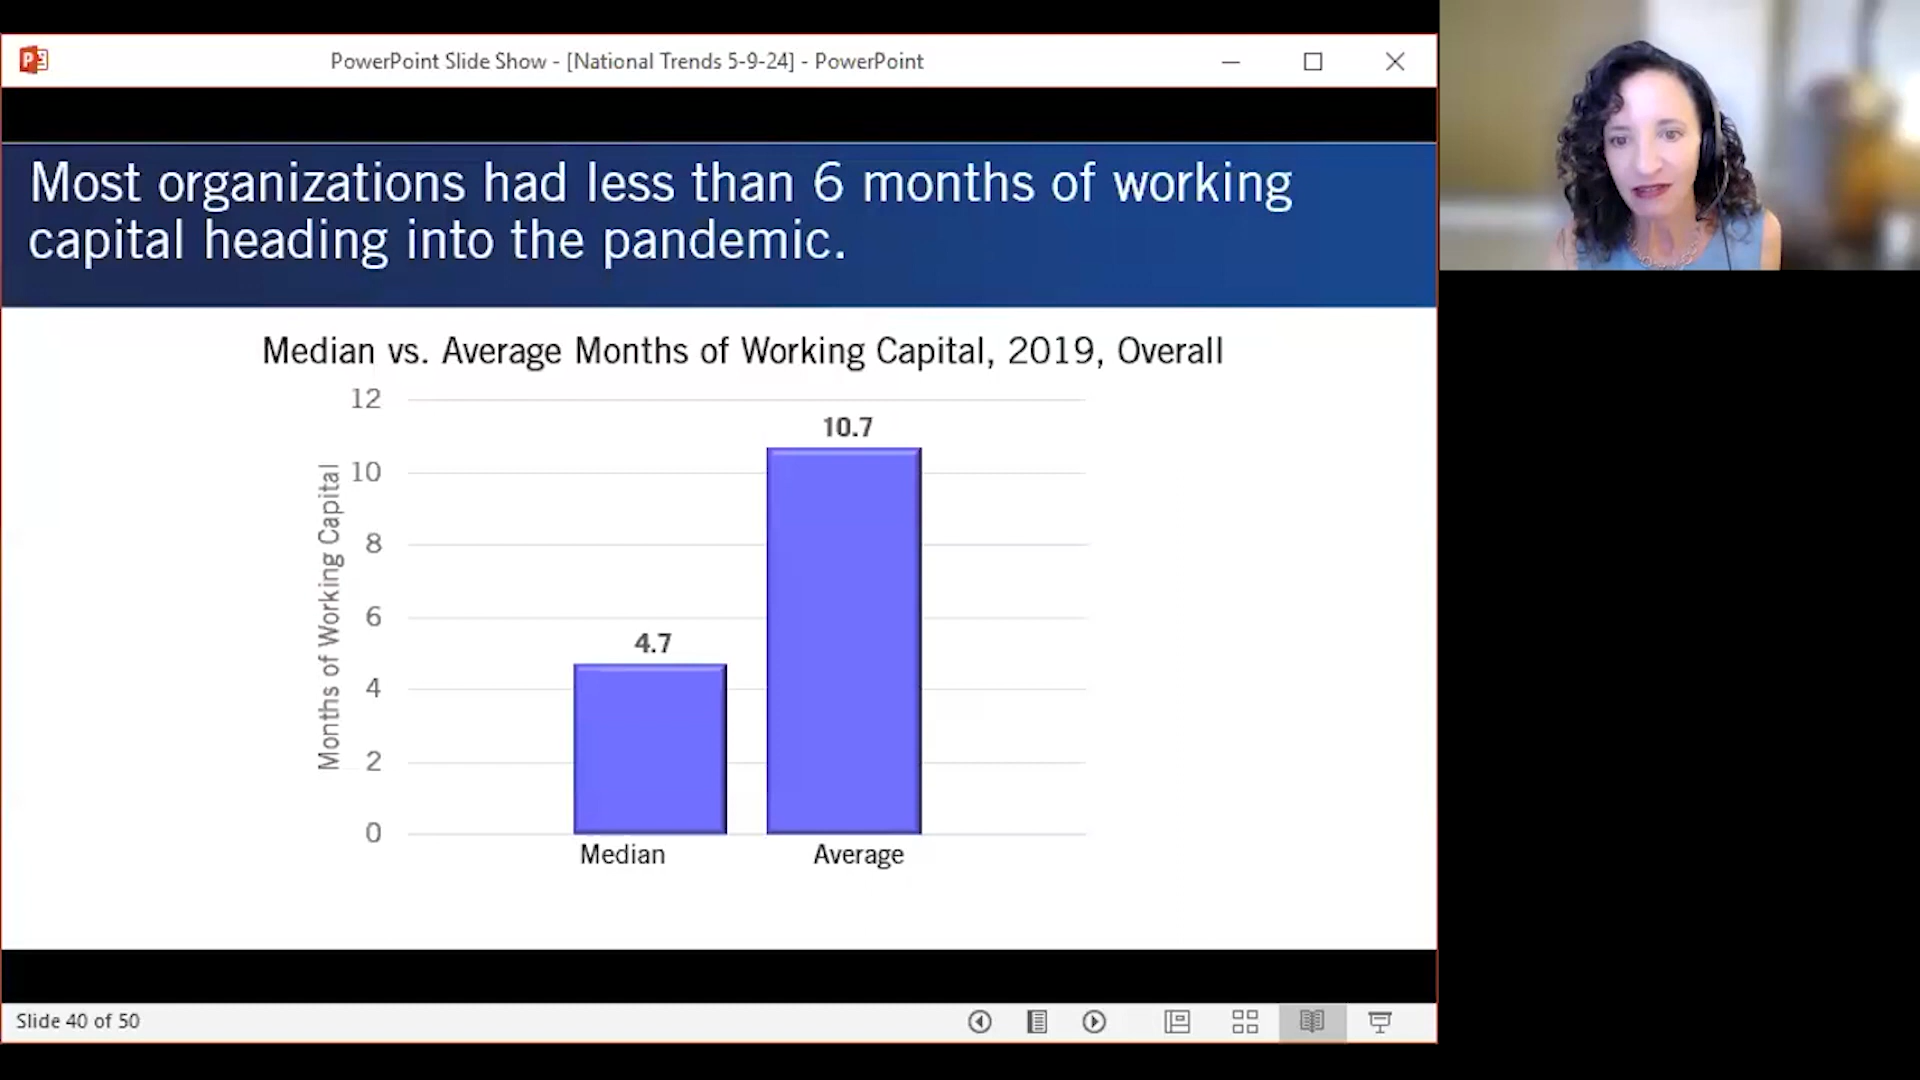 PowerPoint Slide Show - [National Trends 5-9-24] - PowerPoint
Most organizations had less than 6 months of working
capital heading into the pandemic.
Median vs. Average Months of Working Capital, 2019, Overall
Months of Working Capital
12
10
8
6
4
2
0
4.7
10.7
Median
Average
Slide 40 of 50